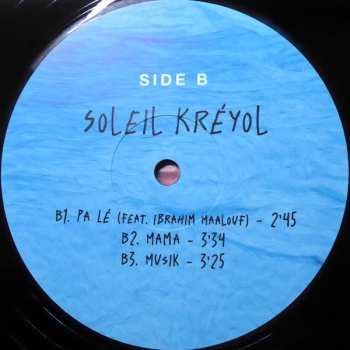 SIDE B
SOLEIL KRÉYOL
B1. PA LÉ (FEAT. IBRAHIM MAALOUF) – 2'45
B2. MAMA – 3'34
B3. MUSIK – 3'25